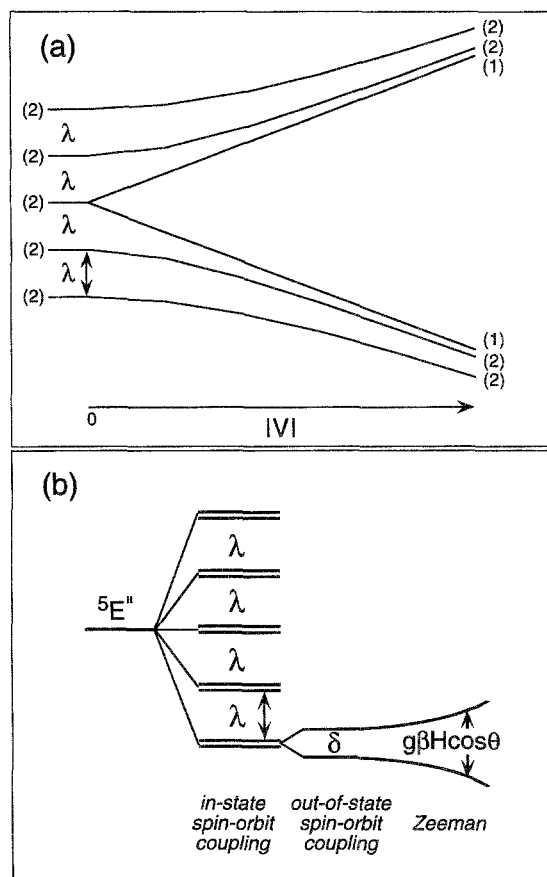 (a)
(2)
(2)
(1)
(2)
λ
(2)
λ
(2)
λ
(2)
λ
(2)
(1)
(2)
(2)
0
|V|
(b)
λ
⁵E"
λ
λ
λ
δ
gβHcosθ
in-state out-of-state Zeeman
spin-orbit spin-orbit
coupling coupling